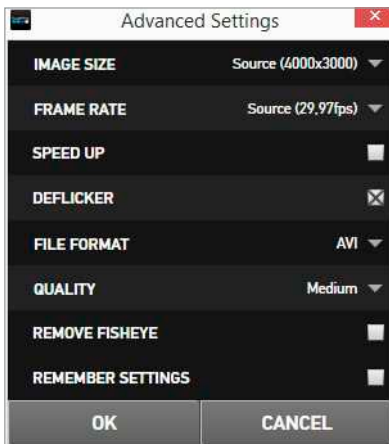 Advanced Settings
IMAGE SIZE Source (4000x3000)
FRAME RATE Source (29,97fps)
SPEED UP
DEFLICKER
FILE FORMAT AVI
QUALITY Medium
REMOVE FISHEYE
REMEMBER SETTINGS
OK CANCEL